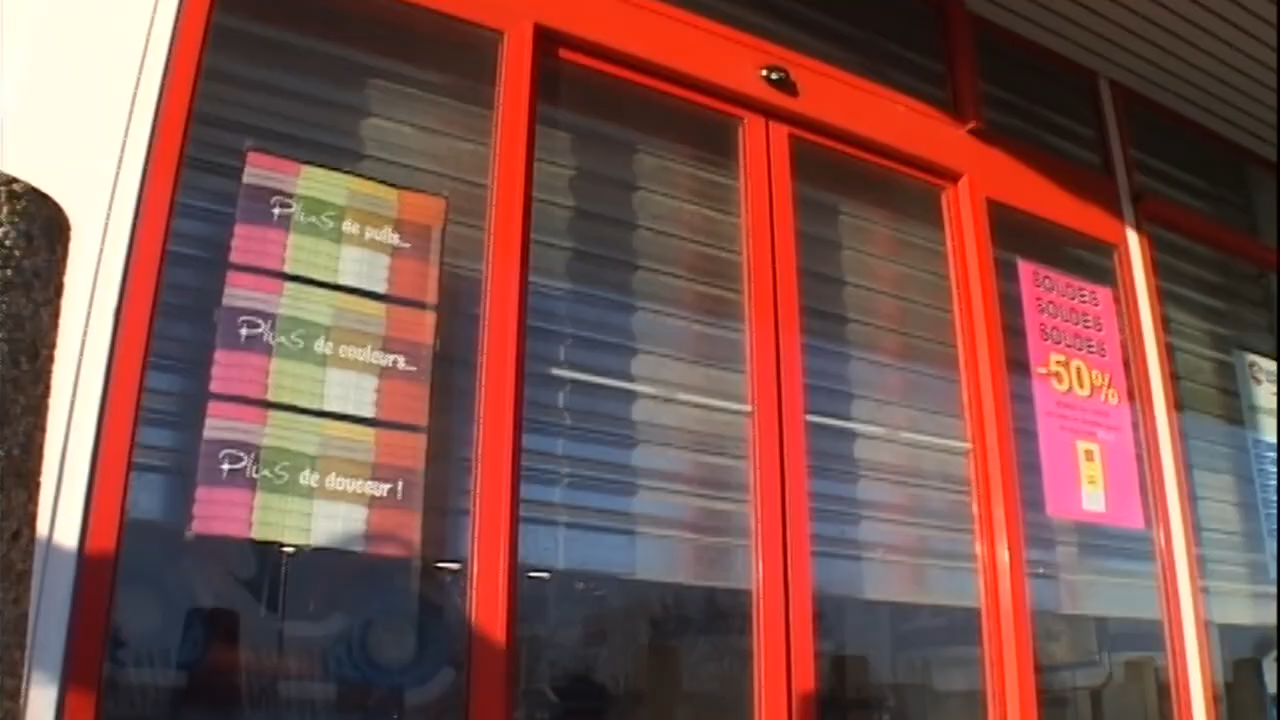 Plus de pulls...
Plus de couleurs...
Plus de douceur !
SOLDES
SOLDES
SOLDES
-50%